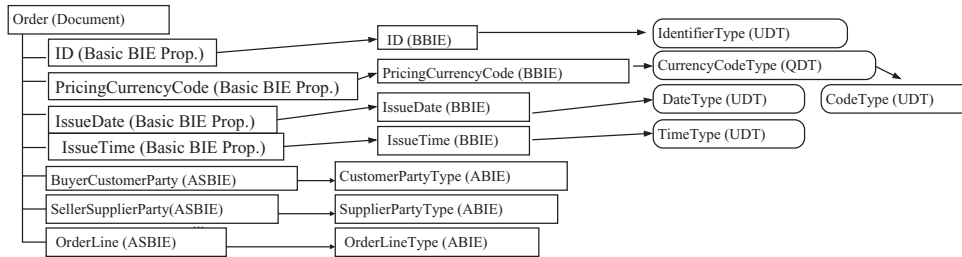 Order (Document)
ID (Basic BIE Prop.)
ID (BBIE)
IdentifierType (UDT)
PricingCurrencyCode (Basic BIE Prop.)
PricingCurrencyCode (BBIE)
CurrencyCodeType (QDT)
IssueDate (Basic BIE Prop.)
IssueDate (BBIE)
DateType (UDT)
CodeType (UDT)
IssueTime (Basic BIE Prop.)
IssueTime (BBIE)
TimeType (UDT)
BuyerCustomerParty (ASBIE)
CustomerPartyType (ABIE)
SellerSupplierParty(ASBIE)
SupplierPartyType (ABIE)
...
OrderLine (ASBIE)
OrderLineType (ABIE)